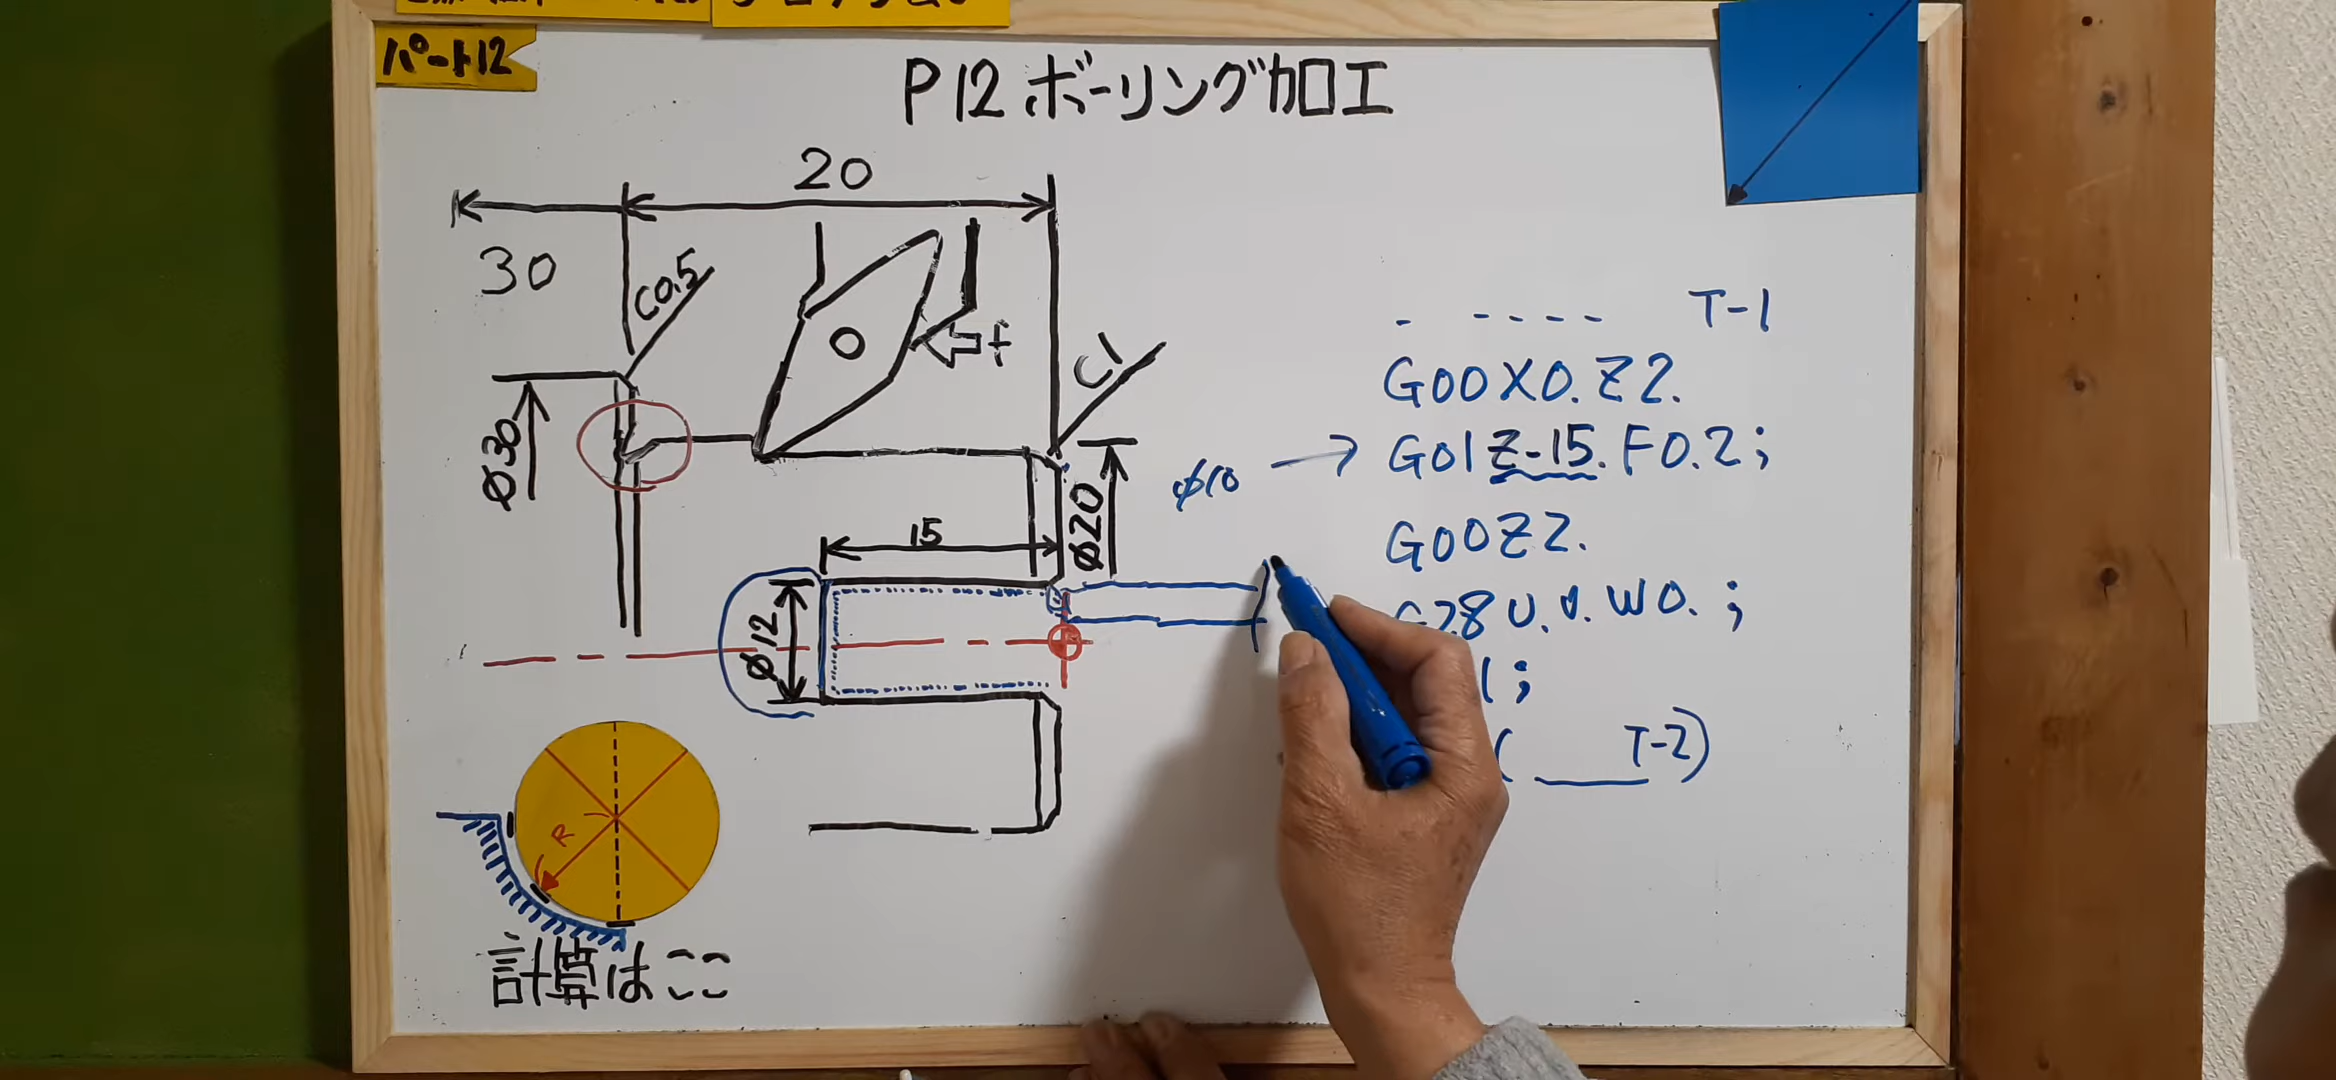 パート12
P12 ボーリング加工
20
30
C0.5
f
C1
φ30
φ20
15
φ12
R
計算はここ
φ10
T-1
G00X0.Z2.
G01Z-15.F0.2;
G00Z2.
G28U.0.W0.;
1;
( T-2)